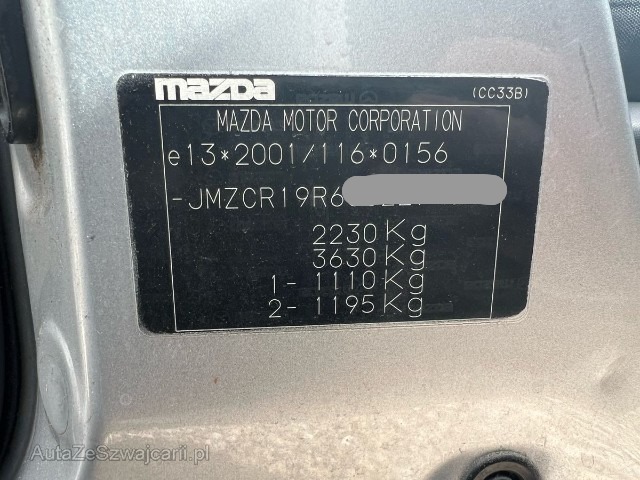 mazda
(CC33B)
MAZDA MOTOR CORPORATION
e13*2001/116*0156
-JMZCR19R6
2230Kg
3630Kg
1-1110Kg
2-1195Kg
AutaZeSzwajcarii.pl